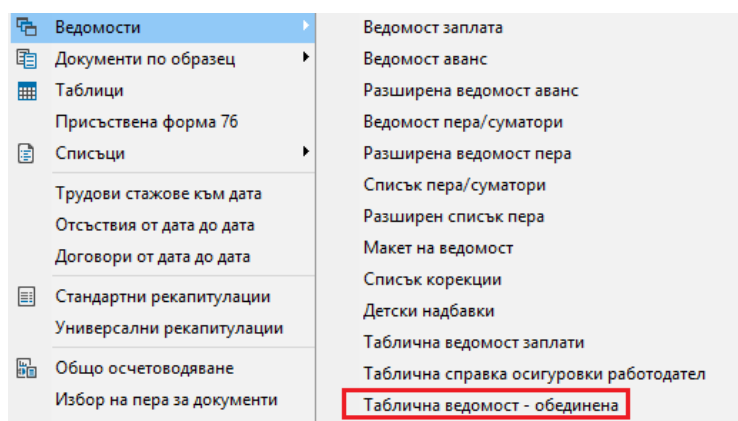 Ведомости
Документи по образец
Таблици
Присъствена форма 76
Списъци
Трудови стажове към дата
Отсъствия от дата до дата
Договори от дата до дата
Стандартни рекапитулации
Универсални рекапитулации
Общо осчетоводяване
Избор на пера за документи
Ведомост заплата
Ведомост аванс
Разширена ведомост аванс
Ведомост пера/суматори
Разширена ведомост пера
Списък пера/суматори
Разширен списък пера
Макет на ведомост
Списък корекции
Детски надбавки
Таблична ведомост заплати
Таблична справка осигуровки работодател
Таблична ведомост - обединена